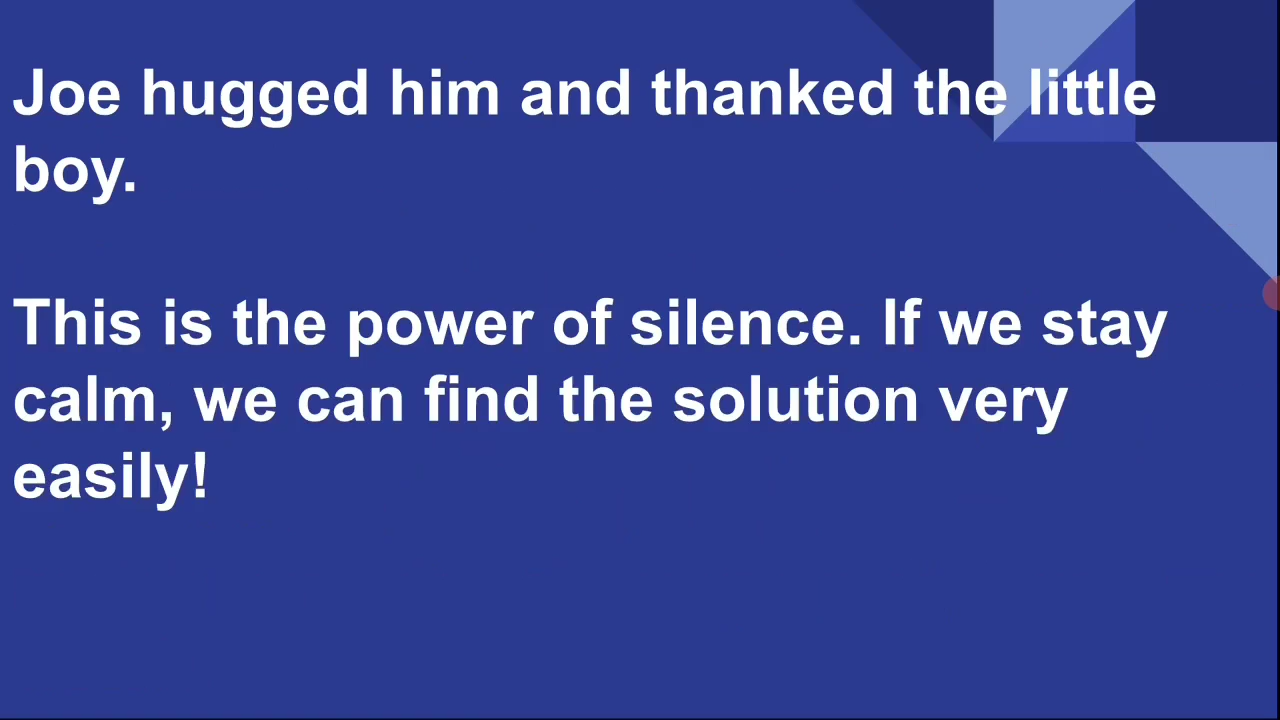 Joe hugged him and thanked the little
boy.
This is the power of silence. If we stay
calm, we can find the solution very
easily!